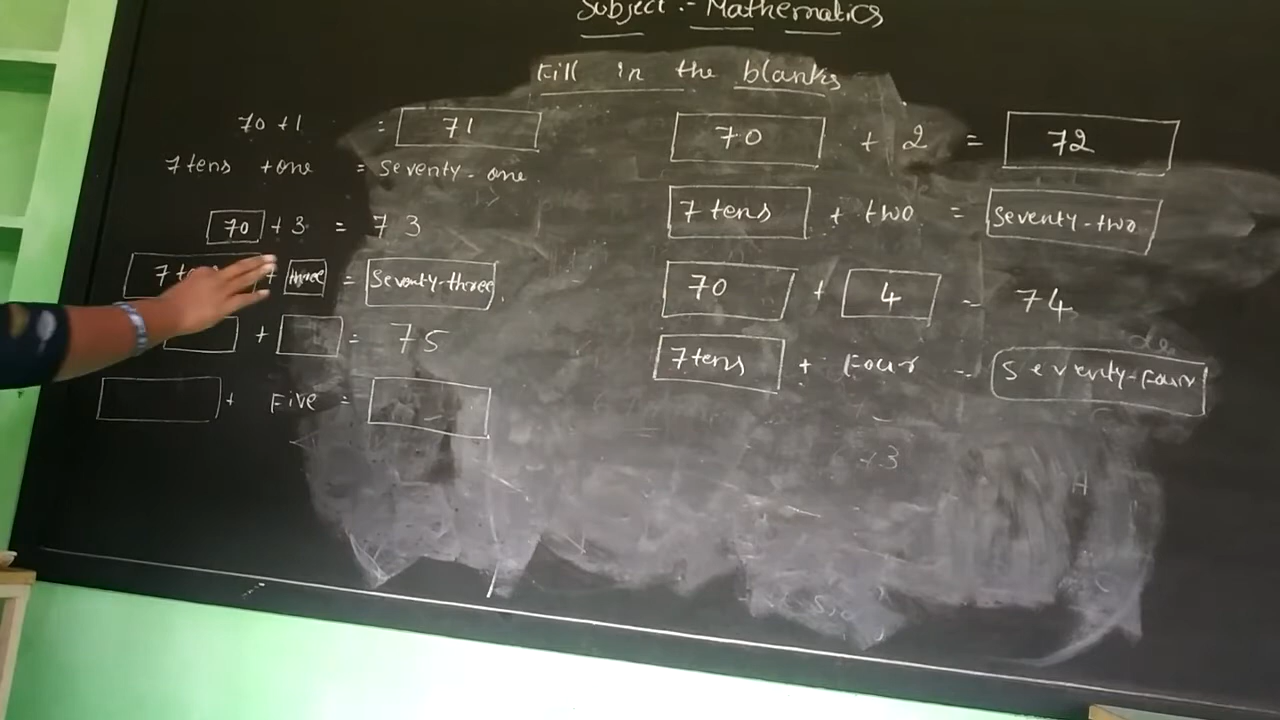 Subject :- Mathematics
Fill in the blanks
70 + 1 = 71
7 tens + one = seventy-one.
70 + 3 = 73
+ three = Seventy-three.
+ = 75
+ Five =
70 + 2 = 72
7 tens + two = Seventy-two
70 + 4 = 74
7 tens + Four = Seventy-Four
+3